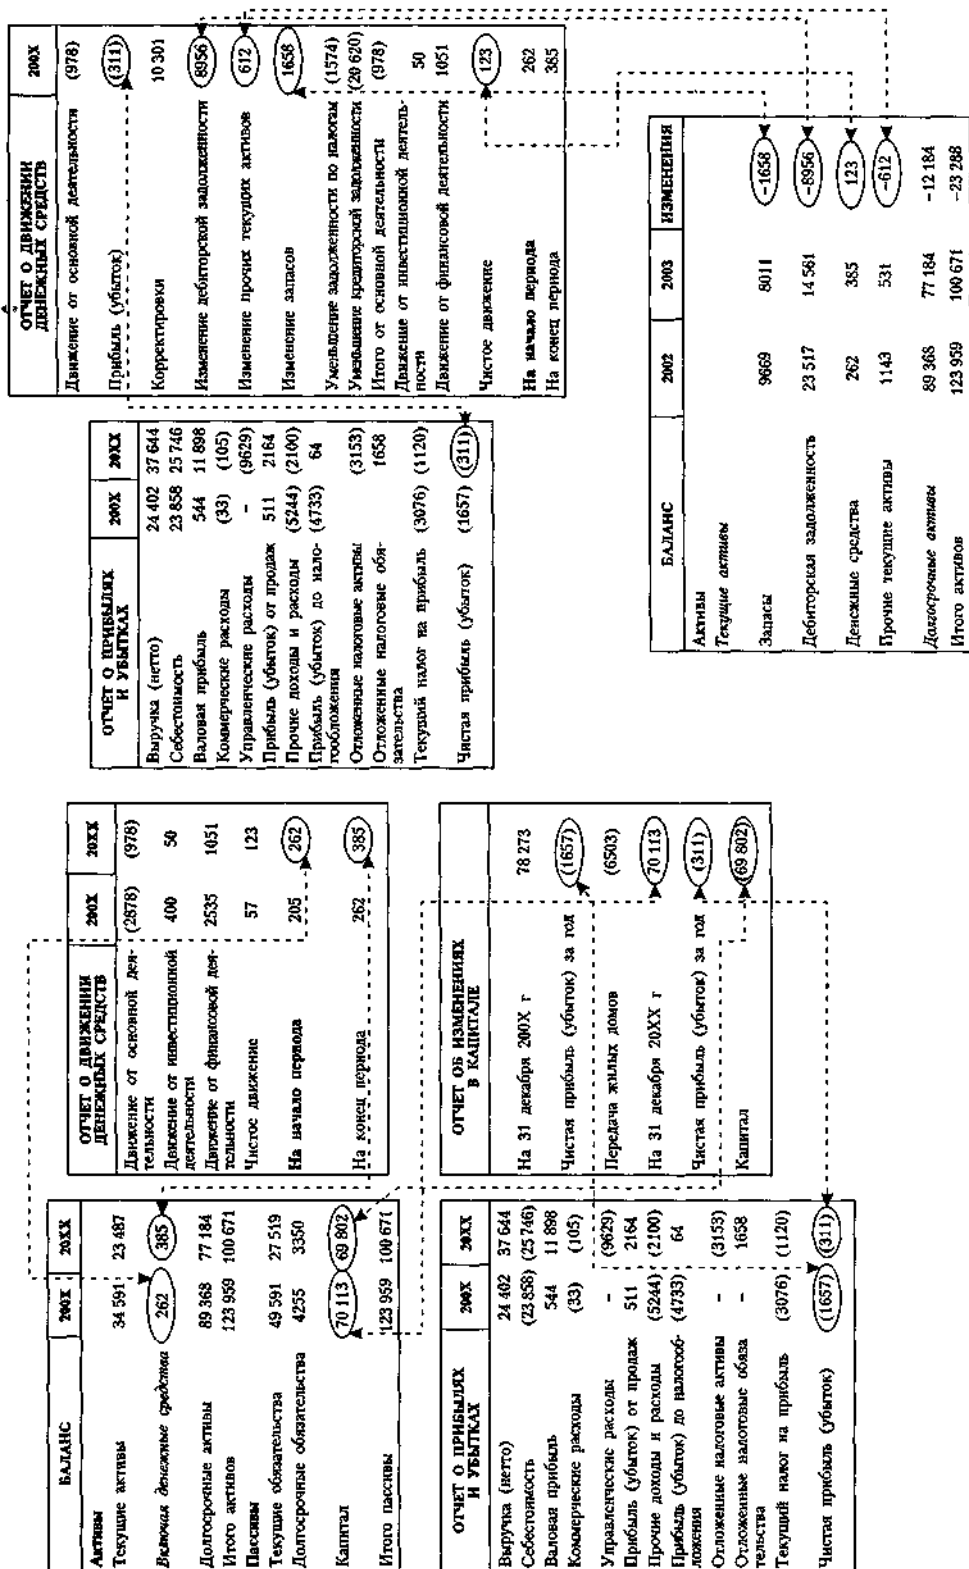 БАЛАНС 200X 20XX
Активы
Текущие активы 34 591 23 487
Включая денежные средства 262 385
Долгосрочные активы 89 368 77 184
Итого активов 123 959 100 671
Пассивы
Текущие обязательства 49 591 27 519
Долгосрочные обязательства 4255 3350
Капитал 70 113 69 802
Итого пассивы 123 959 100 671
ОТЧЕТ О ДВИЖЕНИИ
ДЕНЕЖНЫХ СРЕДСТВ
200X 20XX
Движение от основной дея- (2878) (978)
тельности
Движение от инвестиционной 400 50
деятельности
Движение от финансовой дея- 2535 1051
тельности
Чистое движение 57 123
На начало периода 205 262
На конец периода 262 385
ОТЧЕТ О ПРИБЫЛЯХ
И УБЫТКАХ
200X 20XX
Выручка (нетто) 24 402 37 644
Себестоимость (23 858) (25 746)
Валовая прибыль 544 11 898
Коммерческие расходы (33) (105)
Управленческие расходы – (9629)
Прибыль (убыток) от продаж 511 2164
Прочие доходы и расходы (5244) (2100)
Прибыль (убыток) до налогооб- (4733) 64
ложения
Отложенные налоговые активы – (3153)
Отложенные налоговые обяза – 1658
тельства
Текущий налог на прибыль (3076) (1120)
Чистая прибыль (убыток) (1657) (311)
ОТЧЕТ ОБ ИЗМЕНЕНИЯХ
В КАПИТАЛЕ
На 31 декабря 200X г 78 273
Чистая прибыль (убыток) за год (1657)
Передача жилых домов (6503)
На 31 декабря 20XX г 70 113
Чистая прибыль (убыток) за год (311)
Капитал (69 802)
ОТЧЕТ О ПРИБЫЛЯХ
И УБЫТКАХ
200X 20XX
Выручка (нетто) 24 402 37 644
Себестоимость 23 858 25 746
Валовая прибыль 544 11 898
Коммерческие расходы (33) (105)
Управленческие расходы – (9629)
Прибыль (убыток) от продаж 511 2164
Прочие доходы и расходы (5244) (2100)
Прибыль (убыток) до нало- (4733) 64
гообложения
Отложенные налоговые активы (3153)
Отложенные налоговые обя- 1658
зательства
Текущий налог на прибыль (3076) (1120)
Чистая прибыль (убыток) (1657) (311)
ОТЧЕТ О ДВИЖЕНИИ
ДЕНЕЖНЫХ СРЕДСТВ
200X
Движение от основной деятельности (978)
Прибыль (убыток) (311)
Корректировки 10 301
Изменение дебиторской задолженности 8956
Изменение прочих текущих активов 612
Изменение запасов 1658
Уменьшение задолженности по налогам (1574)
Уменьшение кредиторской задолженности (20 620)
Итого от основной деятельности (978)
Движение от инвестиционной деятель- 50
ности
Движение от финансовой деятельности 1051
Чистое движение 123
На начало периода 262
На конец периода 385
БАЛАНС 2002 2003 ИЗМЕНЕНИЯ
Активы
Текущие активы
Запасы 9669 8011 –1658
Дебиторская задолженность 23 517 14 561 –8956
Денежные средства 262 385 123
Прочие текущие активы 1143 531 –612
Долгосрочные активы 89 368 77 184 –12 184
Итого активов 123 959 100 671 –23 288